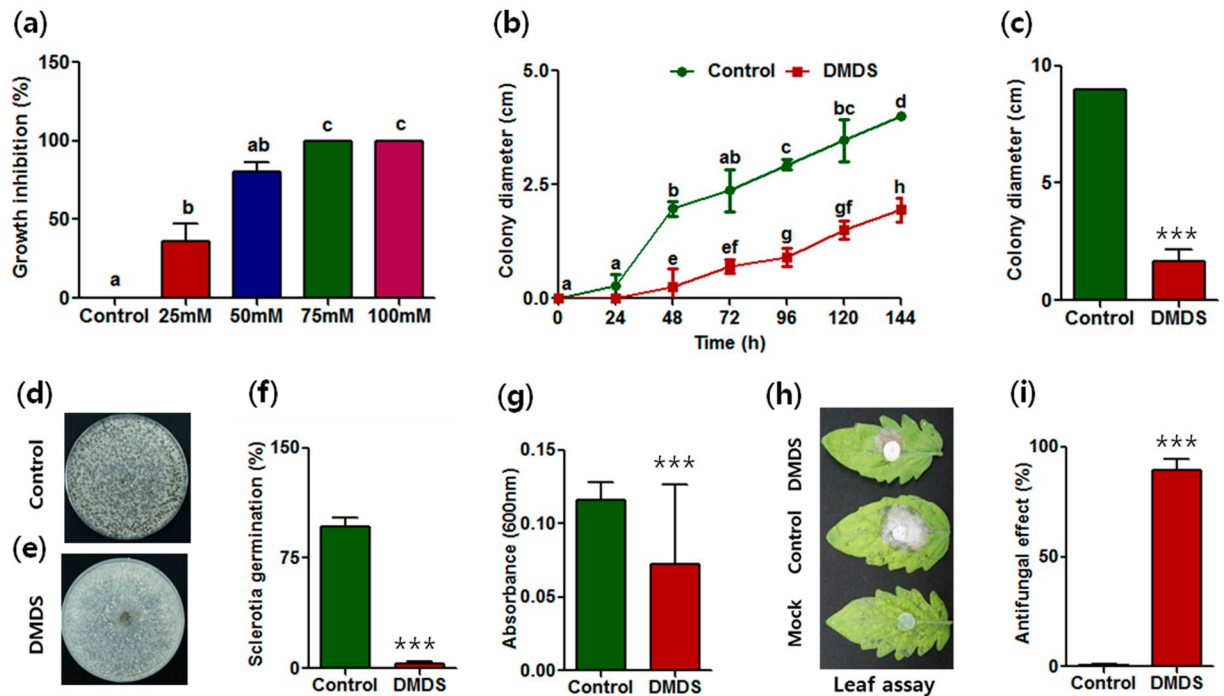 (a)
Growth inhibition (%)
150
100
50
0
a
b
ab
c
c
Control 25mM 50mM 75mM 100mM
(b)
Colony diameter (cm)
5.0
2.5
0.0
Control DMDS
a
a
b
ab
c
bc
d
e
ef
g
gf
h
0 24 48 72 96 120 144
Time (h)
(c)
Colony diameter (cm)
10
5
0
***
Control DMDS
(d)
Control
(e)
DMDS
(f)
Sclerotia germination (%)
150
75
0
***
Control DMDS
(g)
Absorbance (600nm)
0.15
0.10
0.05
0.00
***
Control DMDS
(h)
DMDS
Control
Mock
Leaf assay
(i)
Antifungal effect (%)
100
50
0
***
Control DMDS